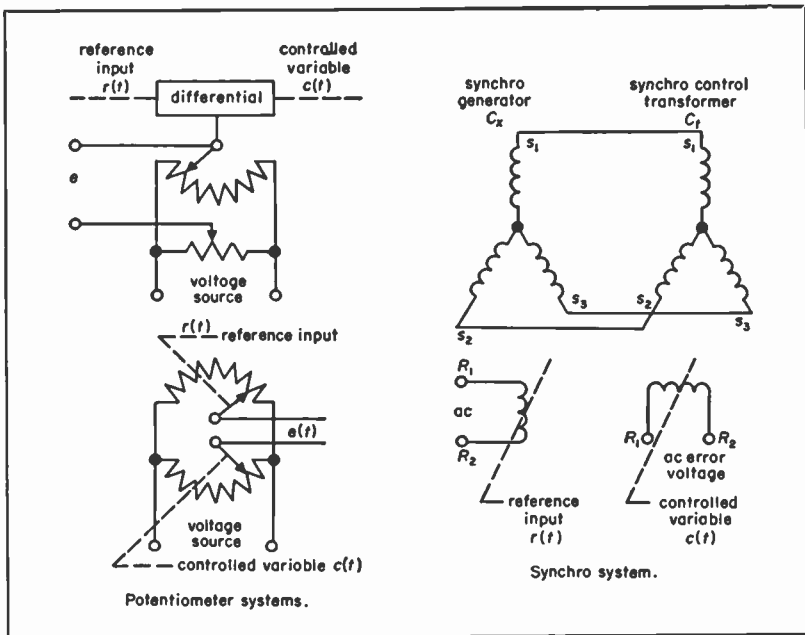 reference
input
r(t)
controlled
variable
c(t)
differential
e
voltage
source
r(t)
reference input
e(t)
voltage
source
controlled variable c(t)
Potentiometer systems.
synchro
generator
Cx
synchro control
transformer
Ct
s1
s1
s3
s2
s2
s3
R1
ac
R2
R1
R2
ac error
voltage
reference
input
r(t)
controlled
variable
c(t)
Synchro system.